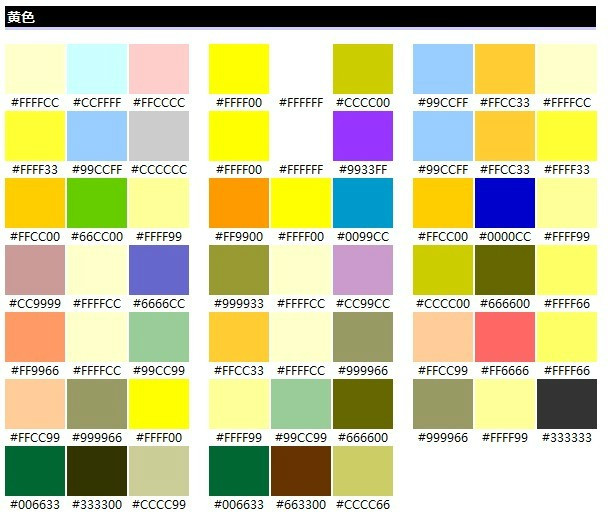 黄色
#FFFFCC #CCFFFF #FFCCCC #FFFF00 #FFFFFF #CCCC00 #99CCFF #FFCC33 #FFFFCC
#FFFF33 #99CCFF #CCCCCC #FFFF00 #FFFFFF #9933FF #99CCFF #FFCC33 #FFFF33
#FFCC00 #66CC00 #FFFF99 #FF9900 #FFFF00 #0099CC #FFCC00 #0000CC #FFFF99
#CC9999 #FFFFCC #6666CC #999933 #FFFFCC #CC99CC #CCCC00 #666600 #FFFF66
#FF9966 #FFFFCC #99CC99 #FFCC33 #FFFFCC #999966 #FFCC99 #FF6666 #FFFF66
#FFCC99 #999966 #FFFF00 #FFFF99 #99CC99 #666600 #999966 #FFFF99 #333333
#006633 #333300 #CCCC99 #006633 #663300 #CCCC66